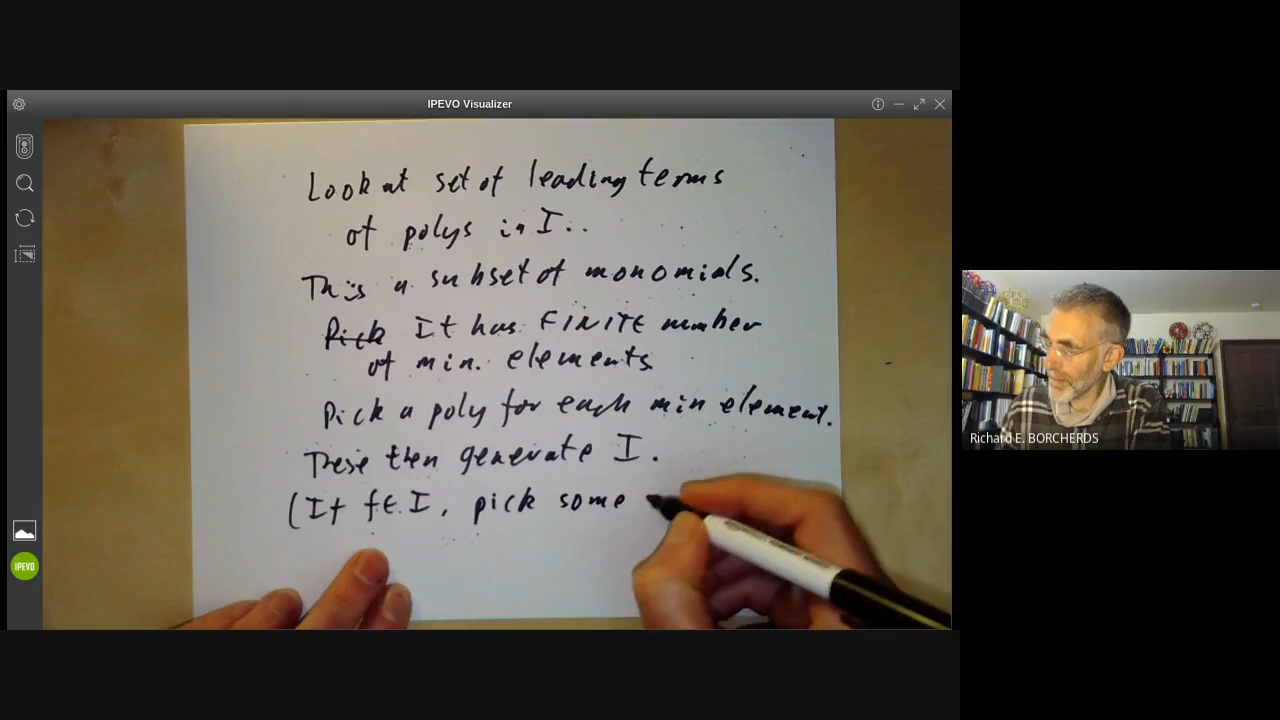 IPEVO Visualizer
Look at set of leading terms
of polys in I..
This is a subset of monomials.
Pick It has FINITE number
of min. elements
Pick a poly for each min element.
These then generate I.
(If f ∈ I, pick some
IPEVO
Richard E. BORCHERDS